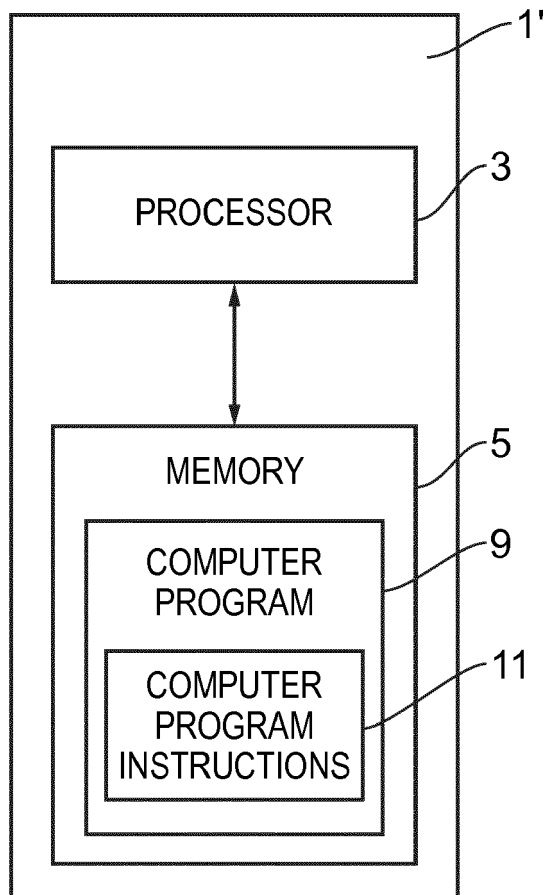 1'
PROCESSOR
3
MEMORY
5
COMPUTER
PROGRAM
9
COMPUTER
PROGRAM
INSTRUCTIONS
11